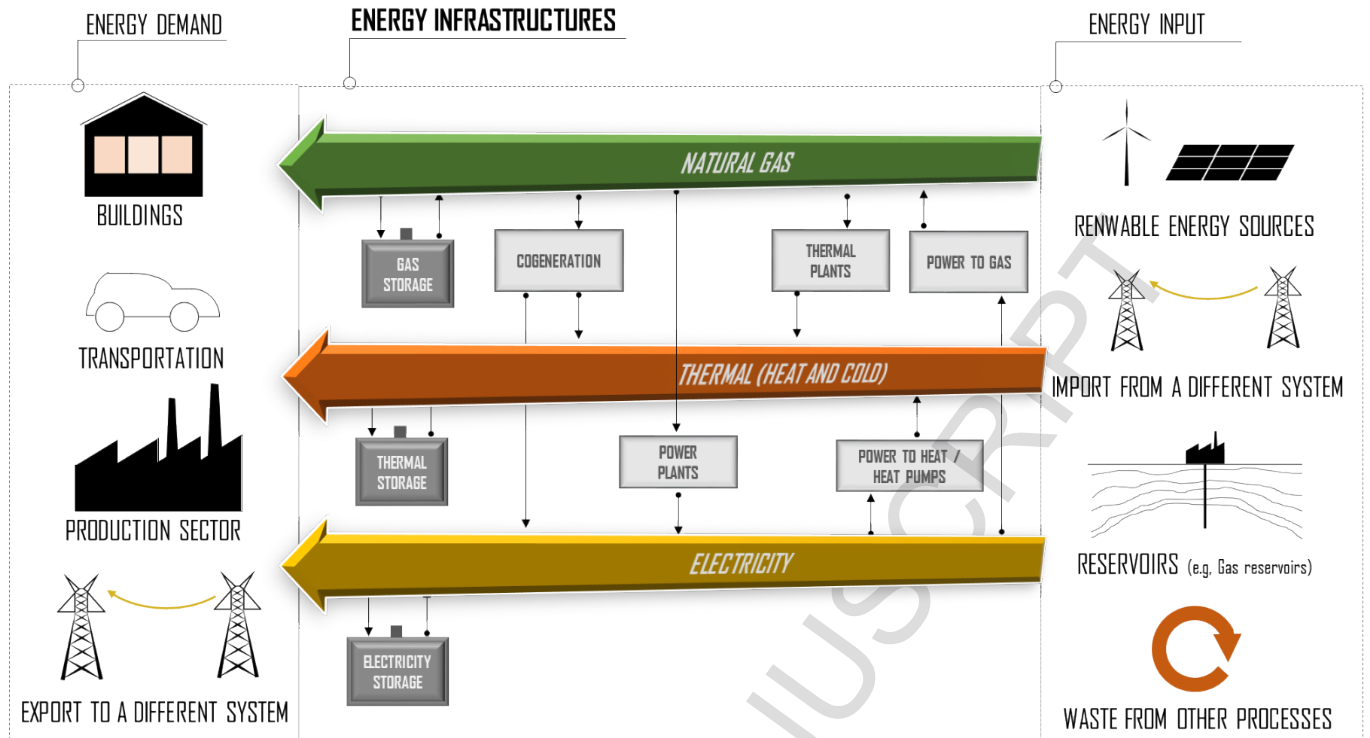 ENERGY DEMAND
ENERGY INFRASTRUCTURES
ENERGY INPUT
BUILDINGS
TRANSPORTATION
PRODUCTION SECTOR
EXPORT TO A DIFFERENT SYSTEM
NATURAL GAS
GAS
STORAGE
COGENERATION
THERMAL
PLANTS
POWER TO GAS
THERMAL (HEAT AND COLD)
THERMAL
STORAGE
POWER
PLANTS
POWER TO HEAT /
HEAT PUMPS
ELECTRICITY
ELECTRICITY
STORAGE
RENWABLE ENERGY SOURCES
IMPORT FROM A DIFFERENT SYSTEM
RESERVOIRS (e.g, Gas reservoirs)
WASTE FROM OTHER PROCESSES
USCRIPT